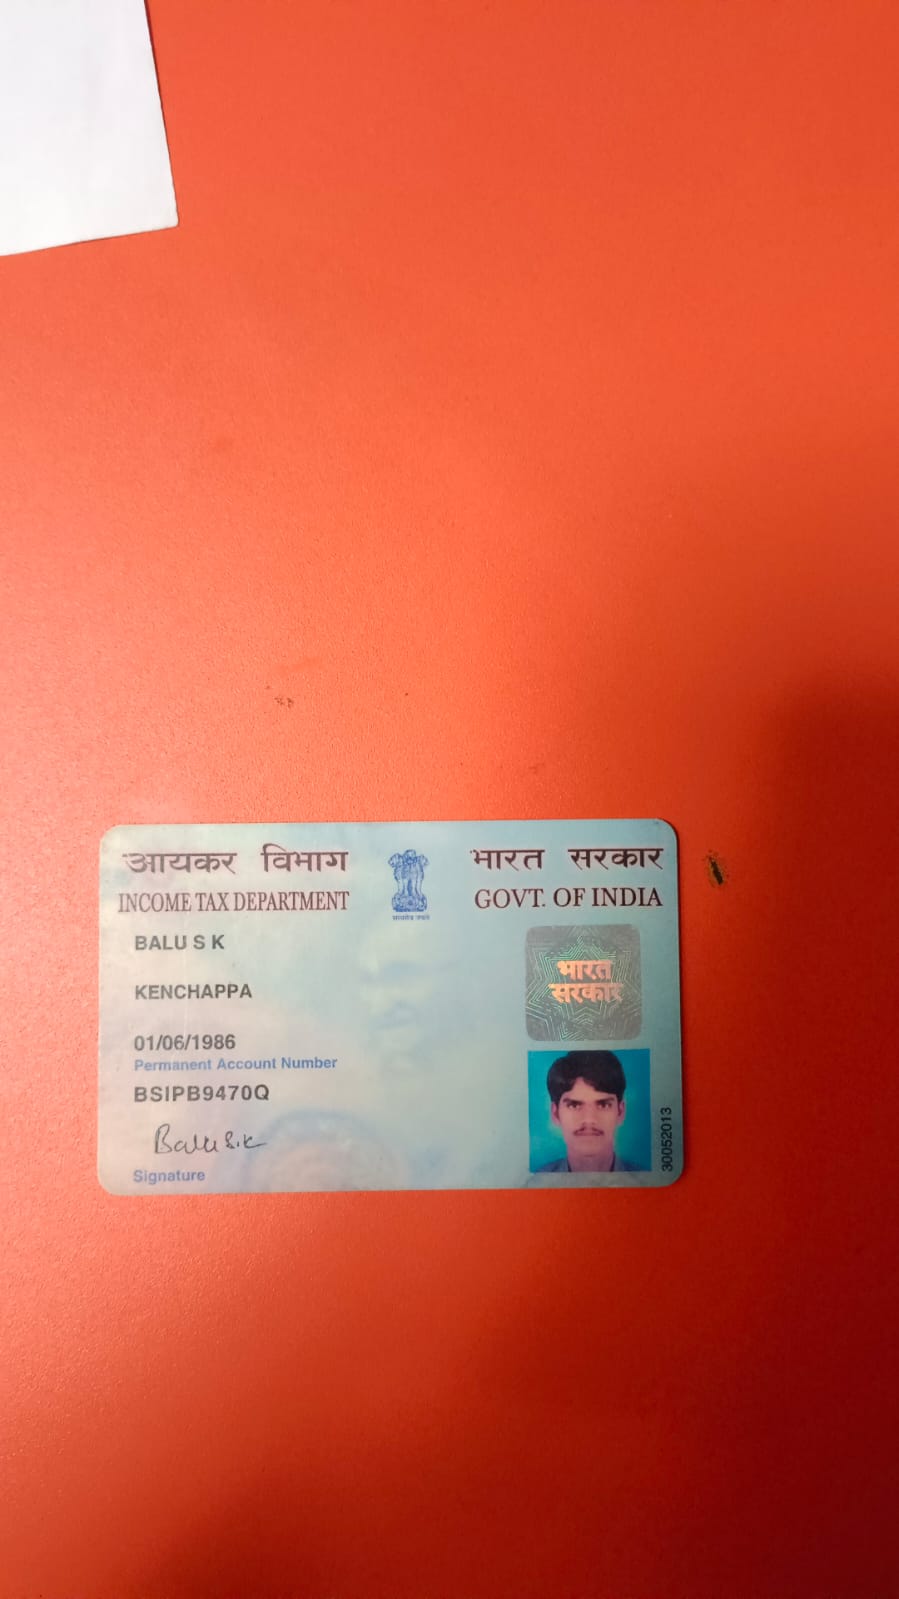 आयकर विभाग
INCOME TAX DEPARTMENT
भारत सरकार
GOVT. OF INDIA
BALU S K
KENCHAPPA
01/06/1986
Permanent Account Number
BSIPB9470Q
Balu S.K
Signature
सत्यमेव जयते
भारत
सरकार
30052013